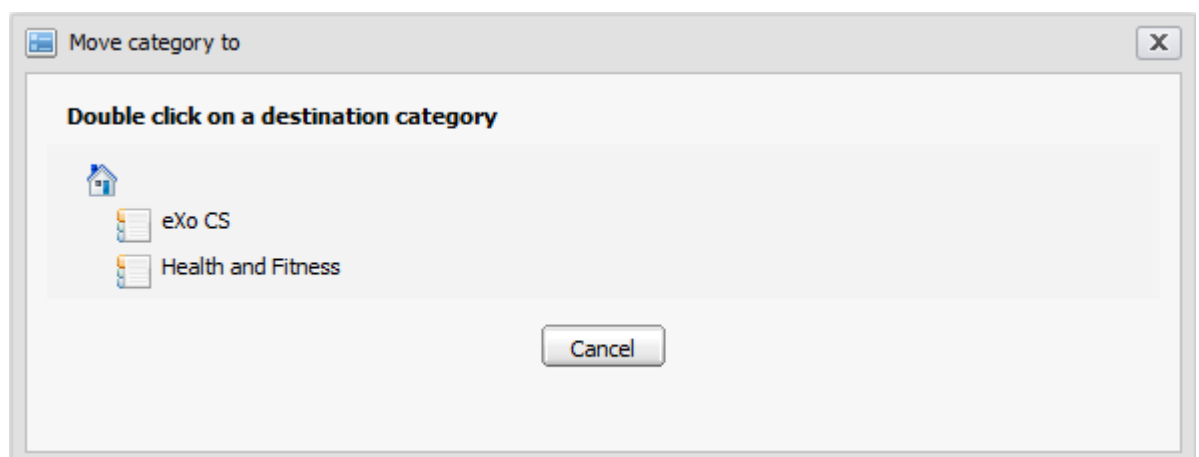 Move category to
X
Double click on a destination category
eXo CS
Health and Fitness
Cancel